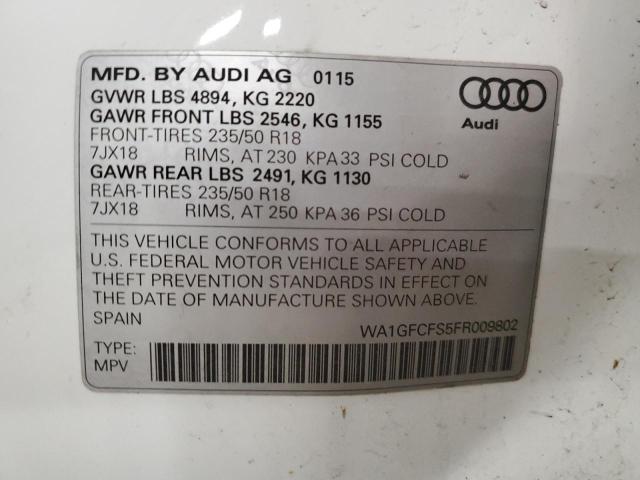 MFD. BY AUDI AG 0115
GVWR LBS 4894, KG 2220
GAWR FRONT LBS 2546, KG 1155
FRONT-TIRES 235/50 R18
7JX18 RIMS, AT 230 KPA 33 PSI COLD
GAWR REAR LBS 2491, KG 1130
REAR-TIRES 235/50 R18
7JX18 RIMS, AT 250 KPA 36 PSI COLD
Audi
THIS VEHICLE CONFORMS TO ALL APPLICABLE
U.S. FEDERAL MOTOR VEHICLE SAFETY AND
THEFT PREVENTION STANDARDS IN EFFECT ON
THE DATE OF MANUFACTURE SHOWN ABOVE.
SPAIN WA1GFCFS5FR009802
TYPE:
MPV